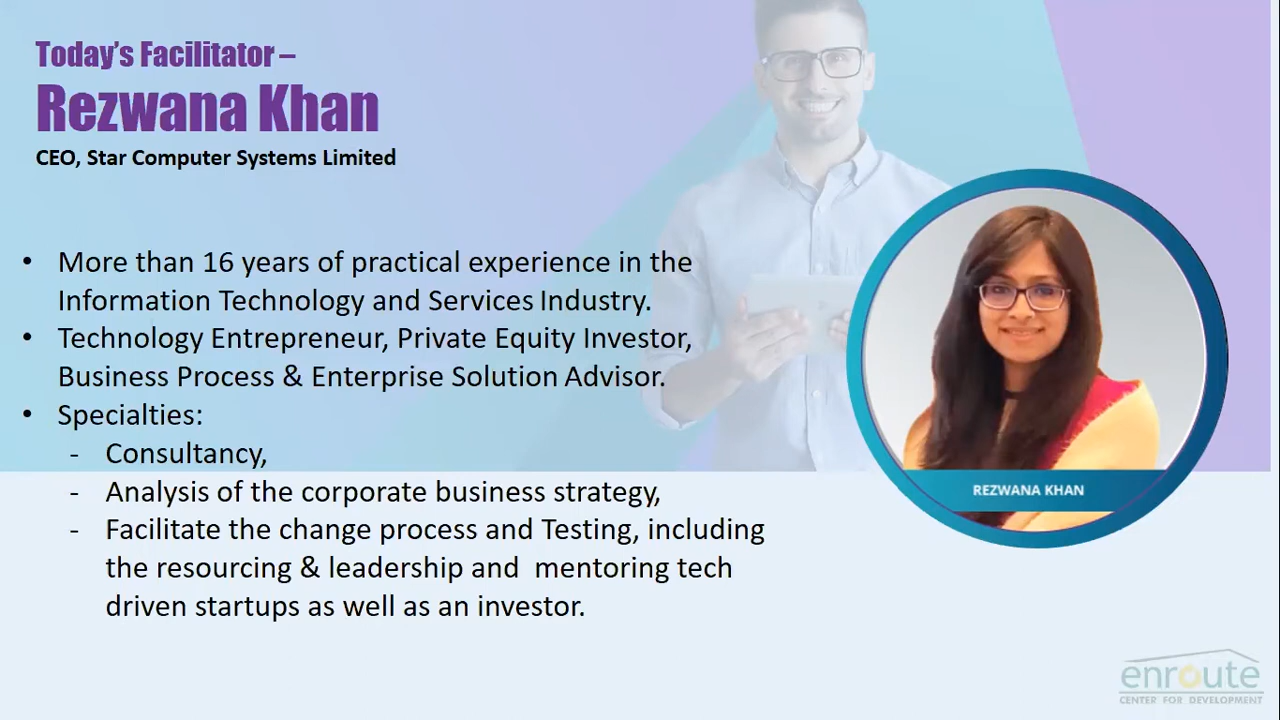 Today's Facilitator –
Rezwana Khan
CEO, Star Computer Systems Limited
• More than 16 years of practical experience in the
Information Technology and Services Industry.
• Technology Entrepreneur, Private Equity Investor,
Business Process & Enterprise Solution Advisor.
• Specialties:
- Consultancy,
- Analysis of the corporate business strategy,
- Facilitate the change process and Testing, including
the resourcing & leadership and  mentoring tech
driven startups as well as an investor.
REZWANA KHAN
enroute
CENTER FOR DEVELOPMENT